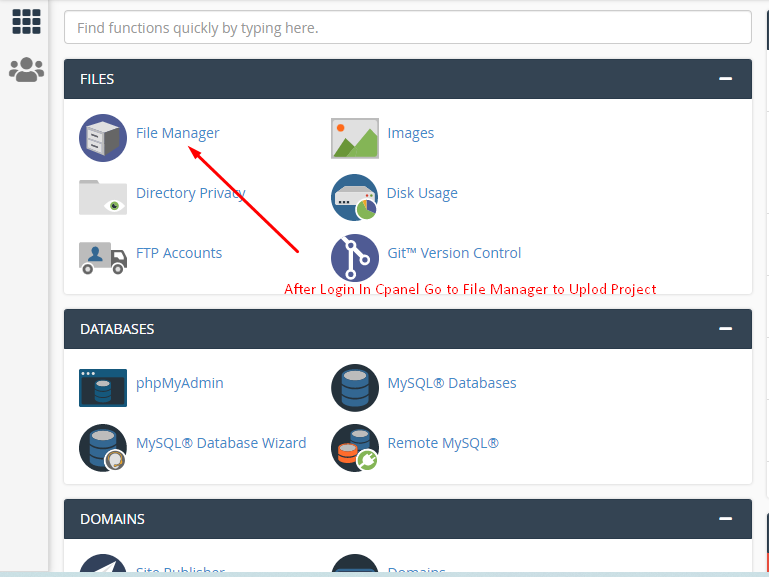 Find functions quickly by typing here.
FILES
File Manager
Images
Directory Privacy
Disk Usage
FTP Accounts
Git™ Version Control
After Login In Cpanel Go to File Manager to Uplod Project
DATABASES
phpMyAdmin
MySQL® Databases
MySQL® Database Wizard
Remote MySQL®
DOMAINS
Site Publisher
Domains